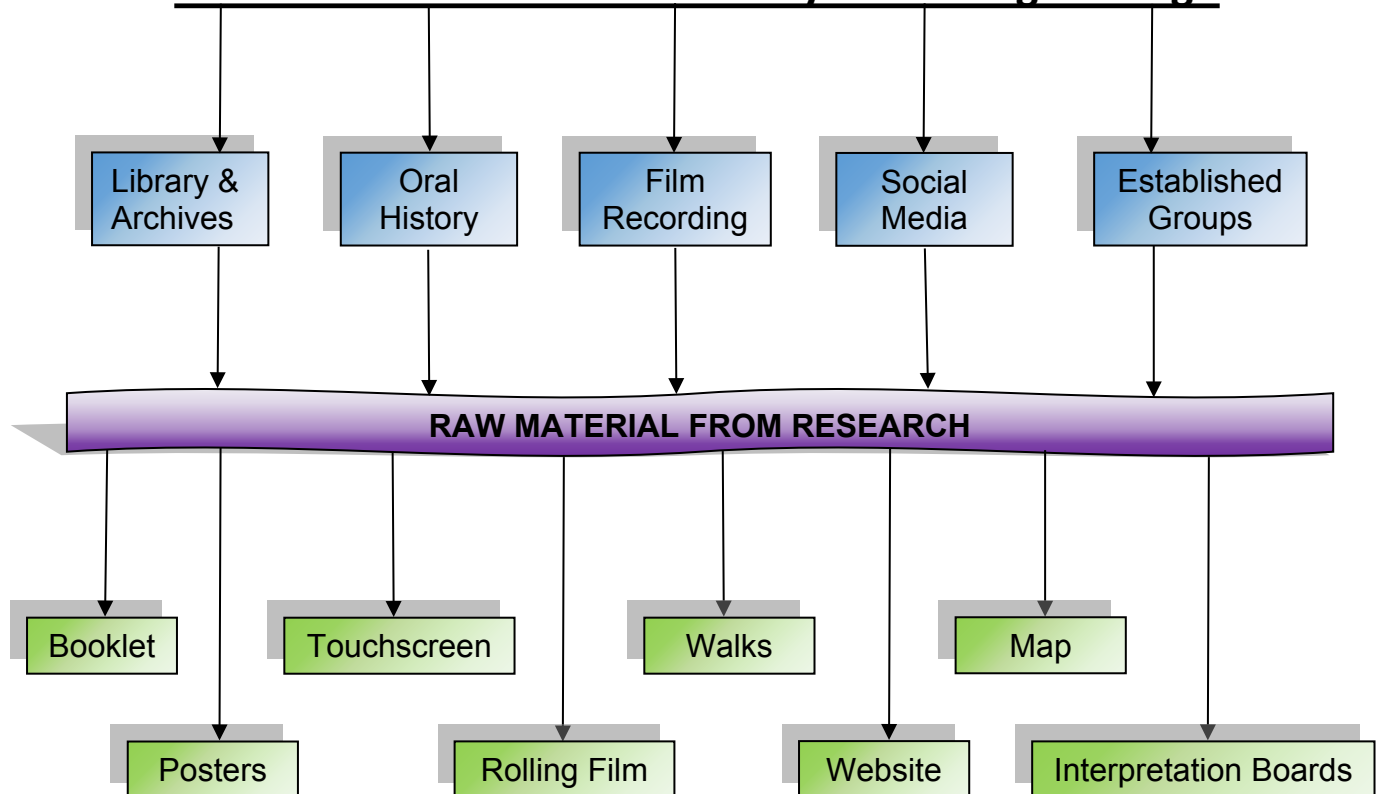 Library &
Archives
Oral
History
Film
Recording
Social
Media
Established
Groups
RAW MATERIAL FROM RESEARCH
Booklet
Touchscreen
Walks
Map
Posters
Rolling Film
Website
Interpretation Boards